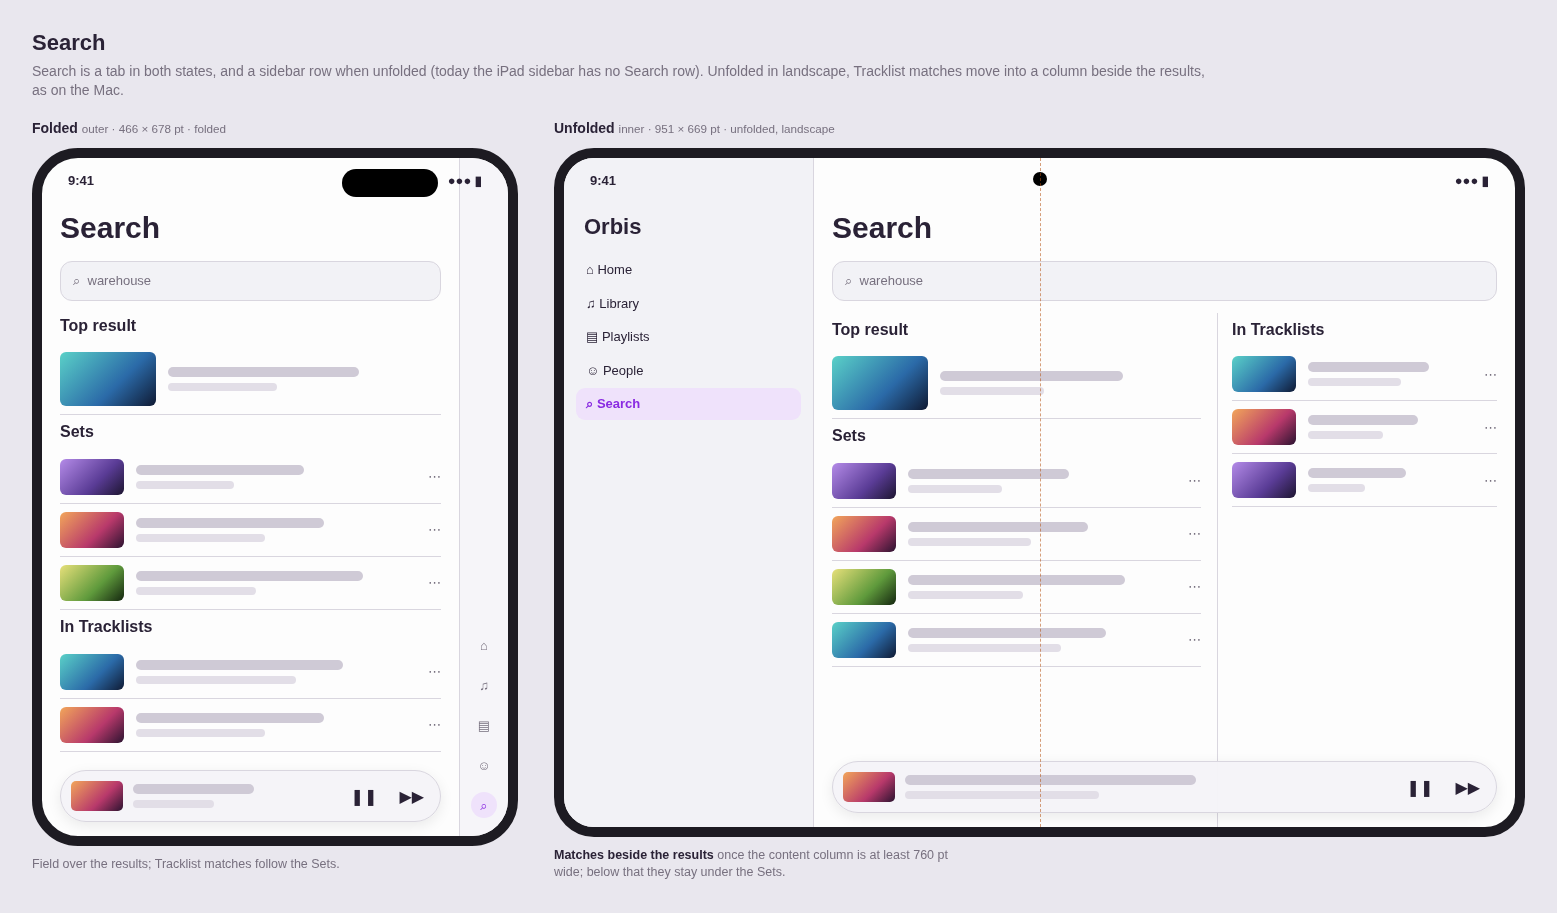 Search
Search is a tab in both states, and a sidebar row when unfolded (today the iPad sidebar has no Search row). Unfolded in landscape, Tracklist matches move into a column beside the results,
as on the Mac.
Folded outer · 466 × 678 pt · folded
9:41
Search
warehouse
Top result
Sets
In Tracklists
Field over the results; Tracklist matches follow the Sets.
Unfolded inner · 951 × 669 pt · unfolded, landscape
9:41
Orbis
Home
Library
Playlists
People
Search
Search
warehouse
Top result
Sets
In Tracklists
Matches beside the results once the content column is at least 760 pt
wide; below that they stay under the Sets.